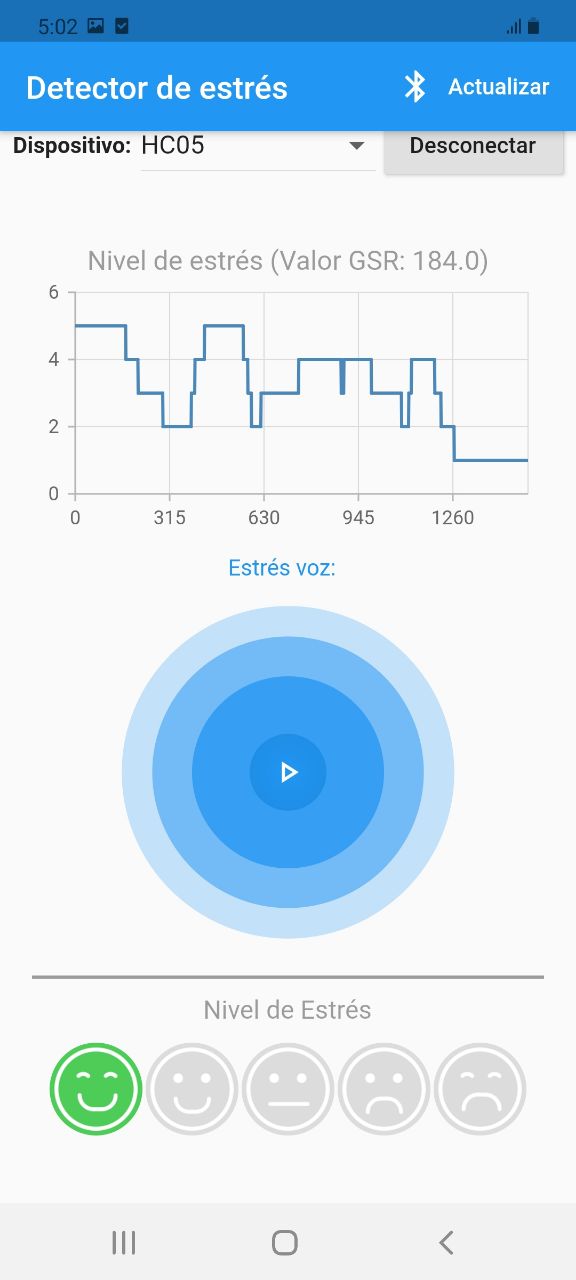 5:02
Detector de estrés Actualizar
Dispositivo: HC05 Desconectar
Nivel de estrés (Valor GSR: 184.0)
6
4
2
0
0 315 630 945 1260
Estrés voz:
Nivel de Estrés